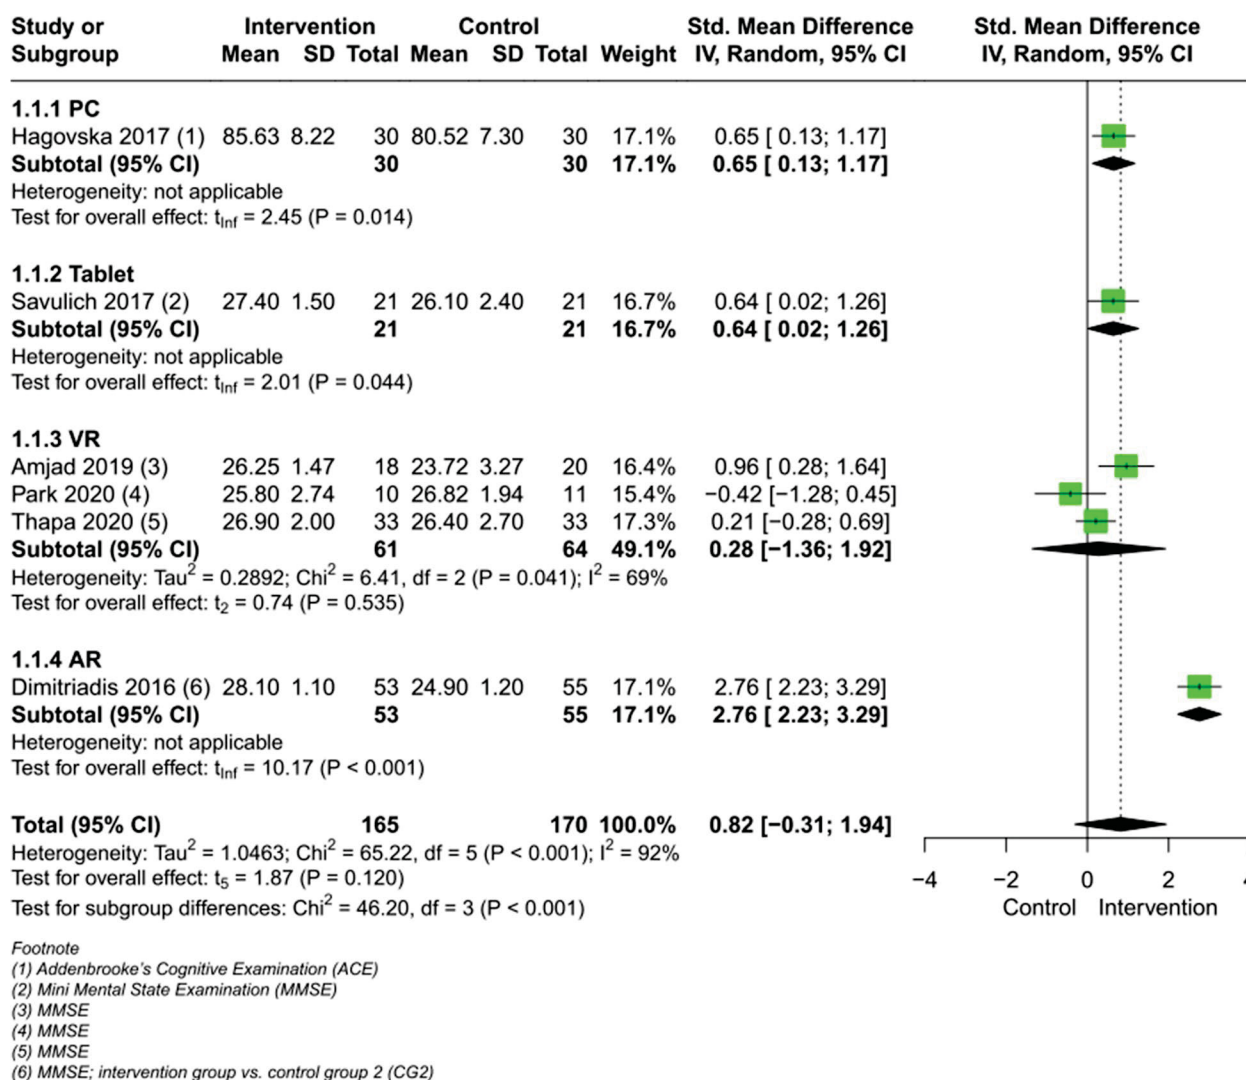 Study or Intervention Control Std. Mean Difference Std. Mean Difference
Subgroup Mean SD Total Mean SD Total Weight IV, Random, 95% CI IV, Random, 95% CI
1.1.1 PC
Hagovska 2017 (1) 85.63 8.22 30 80.52 7.30 30 17.1% 0.65 [ 0.13; 1.17]
Subtotal (95% CI) 30 30 17.1% 0.65 [ 0.13; 1.17]
Heterogeneity: not applicable
Test for overall effect: tInf = 2.45 (P = 0.014)
1.1.2 Tablet
Savulich 2017 (2) 27.40 1.50 21 26.10 2.40 21 16.7% 0.64 [ 0.02; 1.26]
Subtotal (95% CI) 21 21 16.7% 0.64 [ 0.02; 1.26]
Heterogeneity: not applicable
Test for overall effect: tInf = 2.01 (P = 0.044)
1.1.3 VR
Amjad 2019 (3) 26.25 1.47 18 23.72 3.27 20 16.4% 0.96 [ 0.28; 1.64]
Park 2020 (4) 25.80 2.74 10 26.82 1.94 11 15.4% −0.42 [−1.28; 0.45]
Thapa 2020 (5) 26.90 2.00 33 26.40 2.70 33 17.3% 0.21 [−0.28; 0.69]
Subtotal (95% CI) 61 64 49.1% 0.28 [−1.36; 1.92]
Heterogeneity: Tau² = 0.2892; Chi² = 6.41, df = 2 (P = 0.041); I² = 69%
Test for overall effect: t2 = 0.74 (P = 0.535)
1.1.4 AR
Dimitriadis 2016 (6) 28.10 1.10 53 24.90 1.20 55 17.1% 2.76 [ 2.23; 3.29]
Subtotal (95% CI) 53 55 17.1% 2.76 [ 2.23; 3.29]
Heterogeneity: not applicable
Test for overall effect: tInf = 10.17 (P < 0.001)
Total (95% CI) 165 170 100.0% 0.82 [−0.31; 1.94]
Heterogeneity: Tau² = 1.0463; Chi² = 65.22, df = 5 (P < 0.001); I² = 92%
Test for overall effect: t5 = 1.87 (P = 0.120)
Test for subgroup differences: Chi² = 46.20, df = 3 (P < 0.001)
−4 −2 0 2 4
Control Intervention
Footnote
(1) Addenbrooke's Cognitive Examination (ACE)
(2) Mini Mental State Examination (MMSE)
(3) MMSE
(4) MMSE
(5) MMSE
(6) MMSE; intervention group vs. control group 2 (CG2)